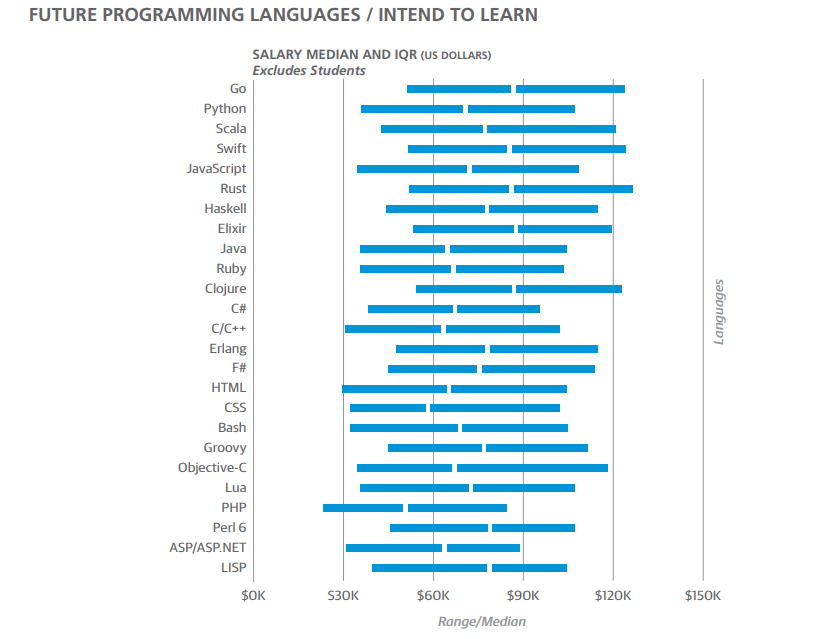 FUTURE PROGRAMMING LANGUAGES / INTEND TO LEARN
SALARY MEDIAN AND IQR (US DOLLARS)
Excludes Students
Go
Python
Scala
Swift
JavaScript
Rust
Haskell
Elixir
Java
Ruby
Clojure
C#
C/C++
Erlang
F#
HTML
CSS
Bash
Groovy
Objective-C
Lua
PHP
Perl 6
ASP/ASP.NET
LISP
Languages
$0K $30K $60K $90K $120K $150K
Range/Median